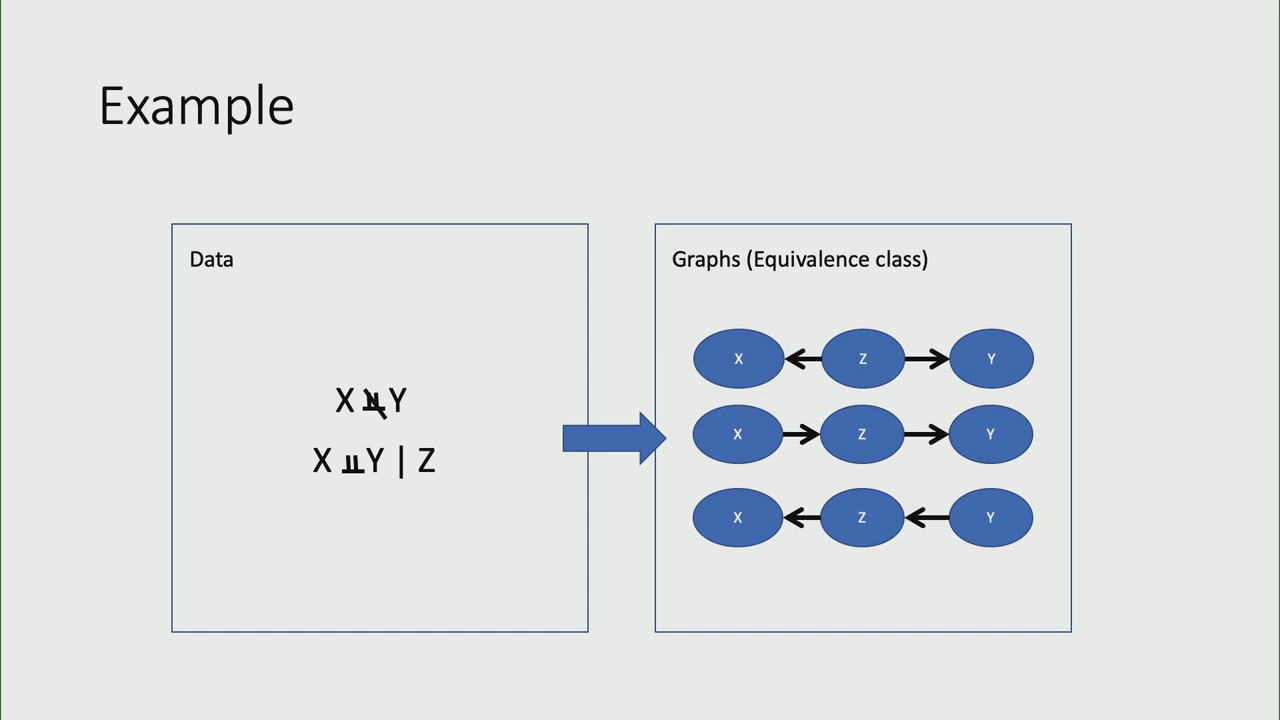 Example
Data
X ⫫̸ Y
X ⫫ Y | Z
Graphs (Equivalence class)
X Z Y
X Z Y
X Z Y